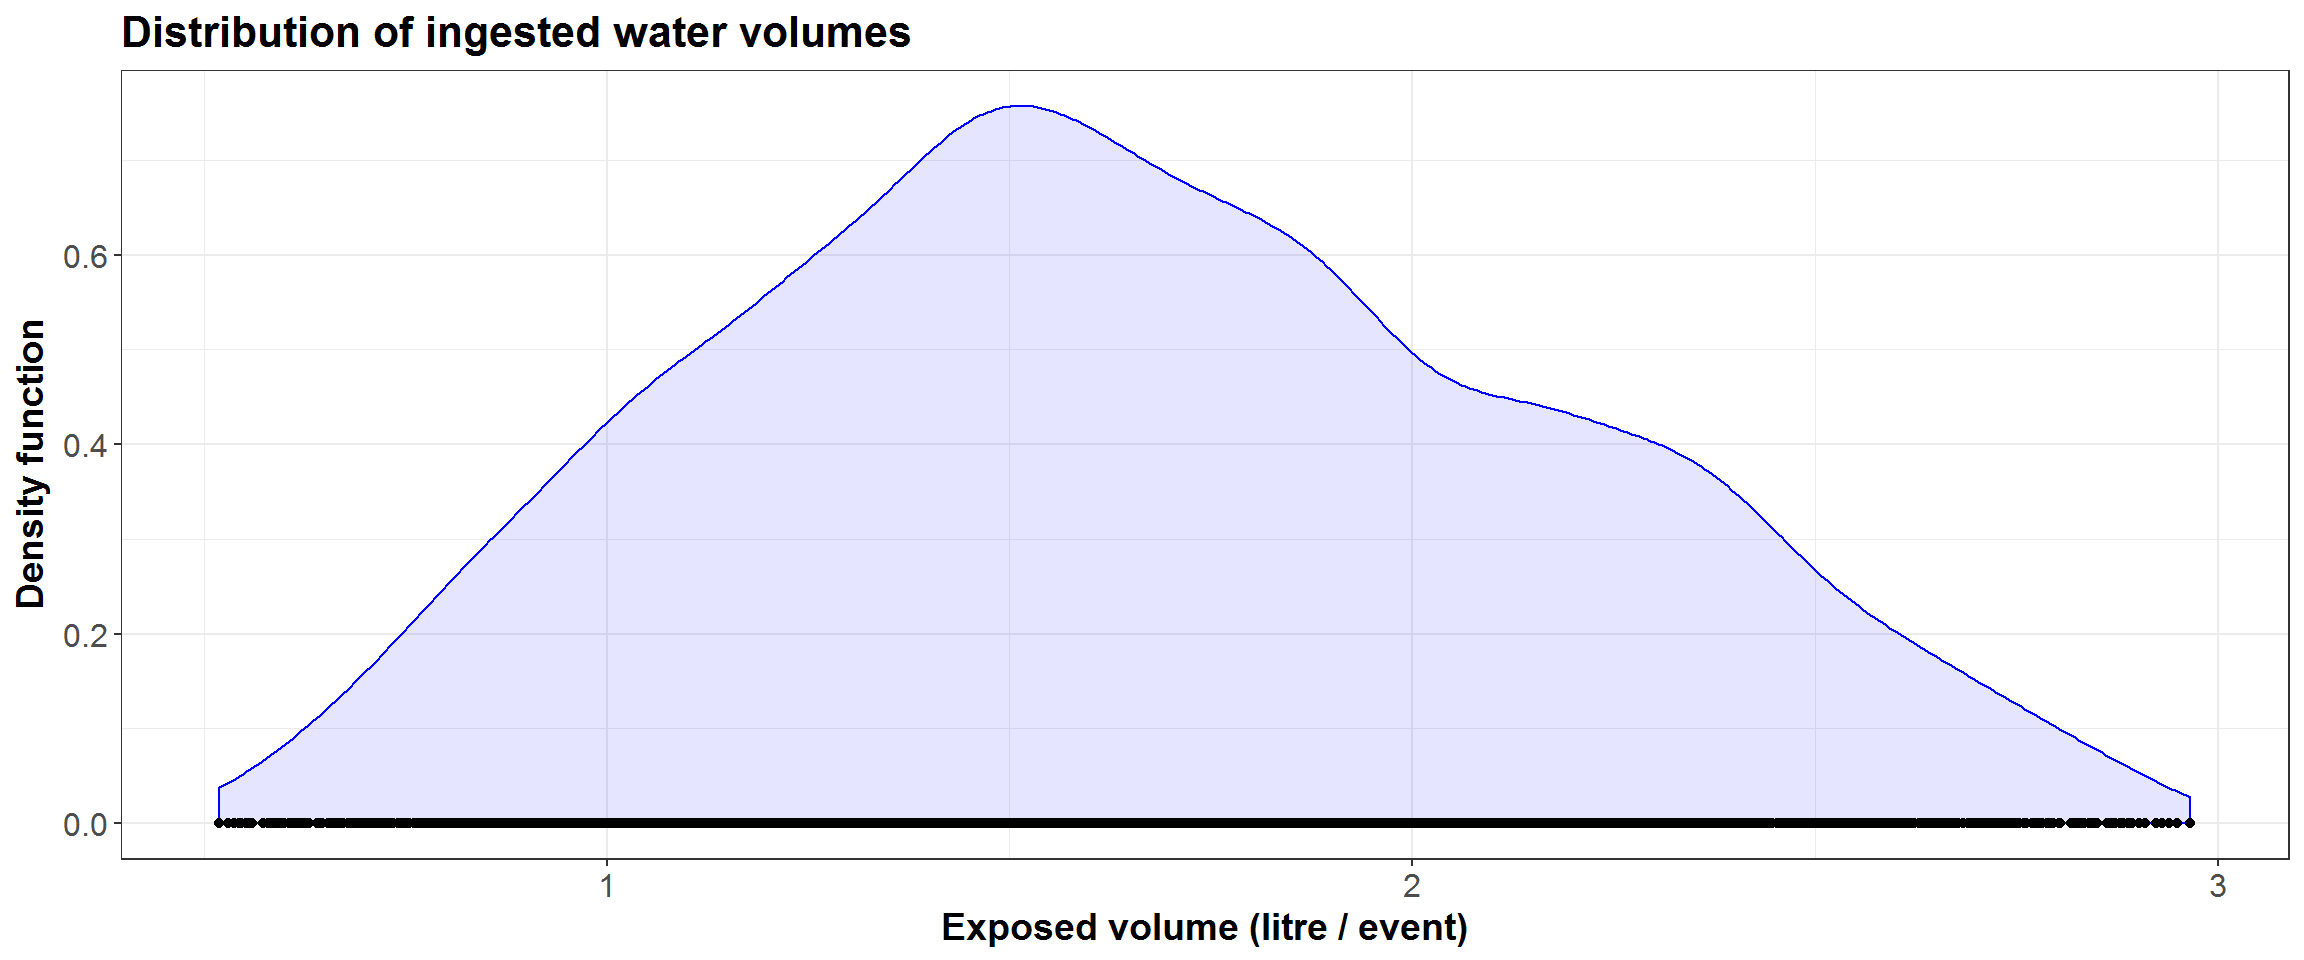 Distribution of ingested water volumes
Density function
0.6
0.4
0.2
0.0
1
2
3
Exposed volume (litre / event)